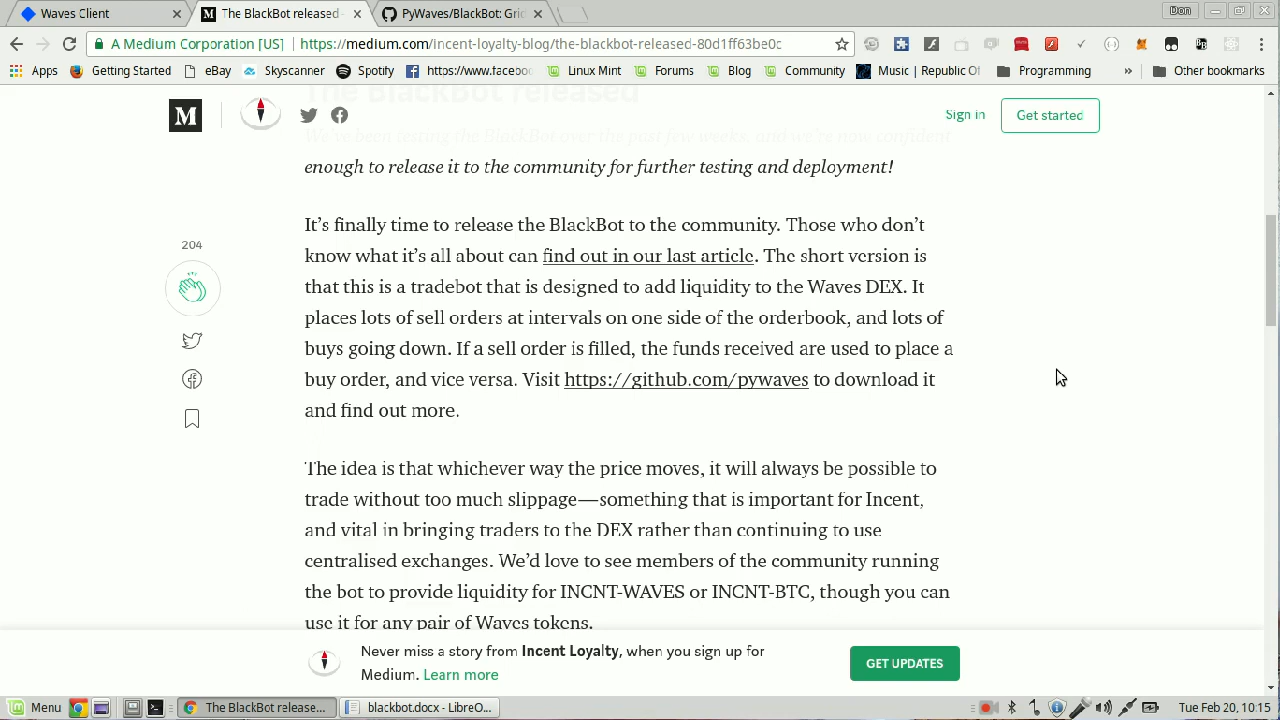 Waves Client
The BlackBot released -
PyWaves/BlackBot: Grid
Don
A Medium Corporation [US]
https://medium.com/incent-loyalty-blog/the-blackbot-released-80d1ff63be0c
Apps
Getting Started
eBay
Skyscanner
Spotify
https://www.faceboo
Linux Mint
Forums
Blog
Community
Music | Republic Of
Programming
»
Other bookmarks
The BlackBot released
M
Sign in
Get started
We've been testing the BlackBot over the past few weeks, and we're now confident
enough to release it to the community for further testing and deployment!
It's finally time to release the BlackBot to the community. Those who don't
know what it's all about can find out in our last article. The short version is
that this is a tradebot that is designed to add liquidity to the Waves DEX. It
places lots of sell orders at intervals on one side of the orderbook, and lots of
buys going down. If a sell order is filled, the funds received are used to place a
buy order, and vice versa. Visit https://github.com/pywaves to download it
and find out more.
204
The idea is that whichever way the price moves, it will always be possible to
trade without too much slippage—something that is important for Incent,
and vital in bringing traders to the DEX rather than continuing to use
centralised exchanges. We'd love to see members of the community running
the bot to provide liquidity for INCNT-WAVES or INCNT-BTC, though you can
use it for any pair of Waves tokens.
Never miss a story from Incent Loyalty, when you sign up for
Medium. Learn more
GET UPDATES
Menu
The BlackBot release...
blackbot.docx - LibreO...
Tue Feb 20, 10:15